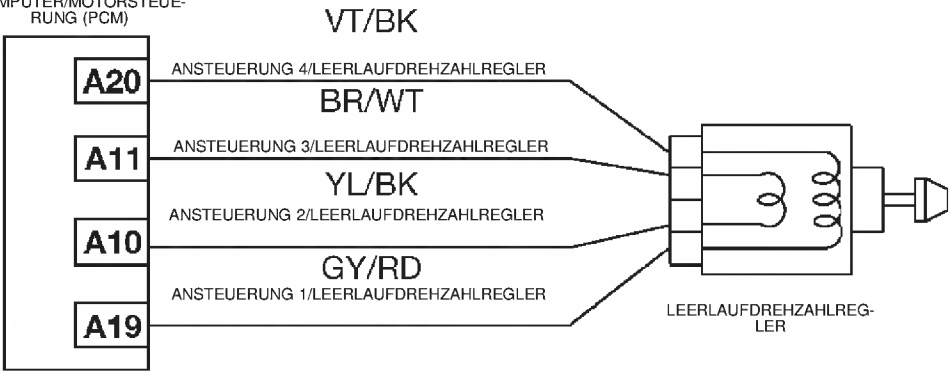 RUNG (PCM)
VT/BK
A20
ANSTEUERUNG 4/LEERLAUFDREHZAHLREGLER
BR/WT
A11
ANSTEUERUNG 3/LEERLAUFDREHZAHLREGLER
YL/BK
A10
ANSTEUERUNG 2/LEERLAUFDREHZAHLREGLER
GY/RD
A19
ANSTEUERUNG 1/LEERLAUFDREHZAHLREGLER
LEERLAUFDREHZAHLREG-
LER